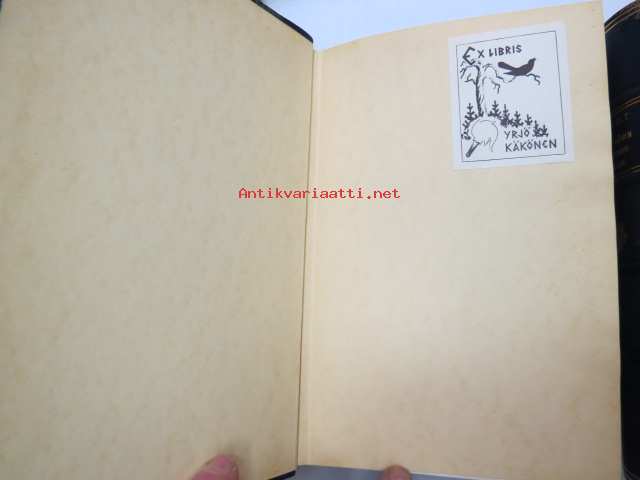 EX LIBRIS
YRJÖ
KÄKÖNEN
Antikvariaatti.net